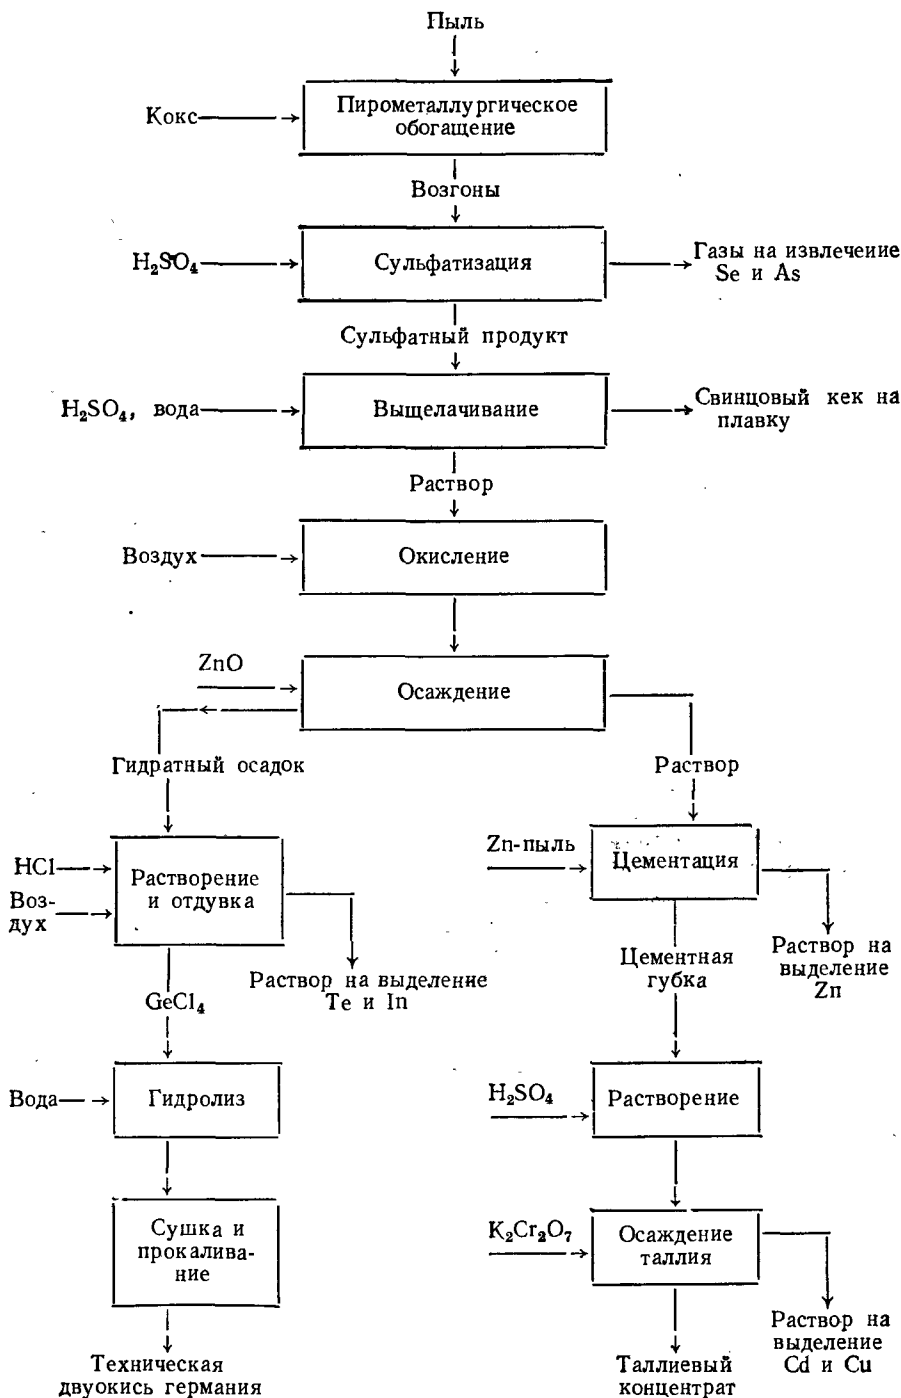 Пыль
Кокс
Пирометаллургическое
обогащение
Возгоны
H₂SO₄
Сульфатизация
Газы на извлечение
Se и As
Сульфатный продукт
H₂SO₄, вода
Выщелачивание
Свинцовый кек на
плавку
Раствор
Воздух
Окисление
ZnO
Осаждение
Гидратный осадок
Раствор
HCl
Воз-
дух
Растворение
и отдувка
Zn-пыль
Цементация
Раствор на выделение
Te и In
GeCl₄
Цементная
губка
Раствор на
выделение
Zn
Вода
Гидролиз
H₂SO₄
Растворение
Сушка и
прокалива-
ние
K₂Cr₂O₇
Осаждение
таллия
Техническая
двуокись германия
Таллиевый
концентрат
Раствор на
выделение
Cd и Cu